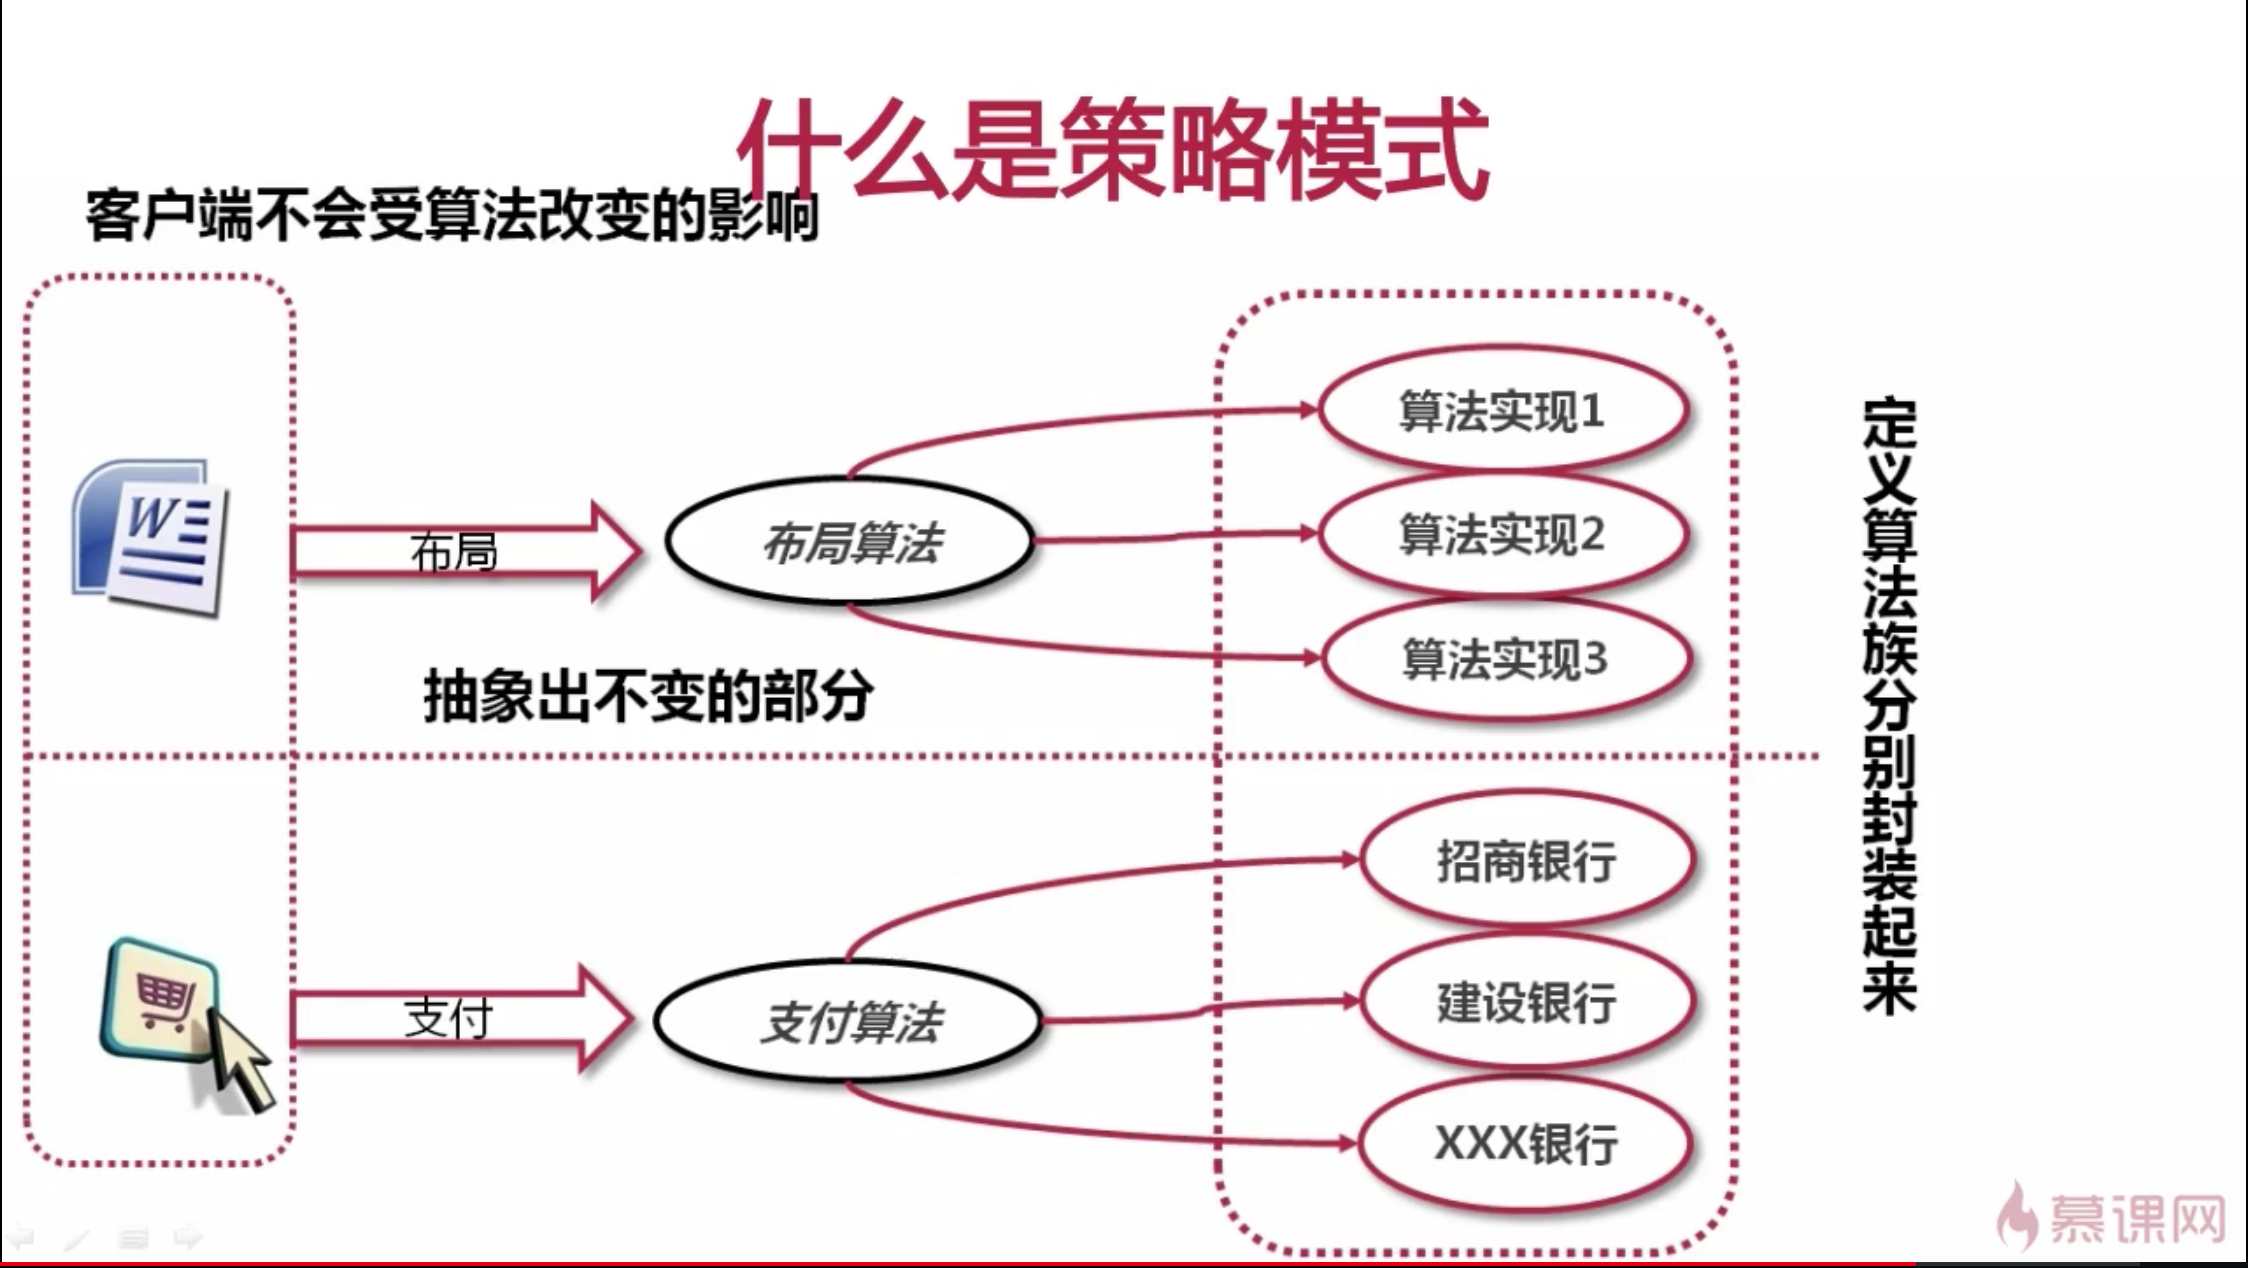 什么是策略模式
客户端不会受算法改变的影响
W
布局
布局算法
算法实现1
算法实现2
算法实现3
抽象出不变的部分
支付
支付算法
招商银行
建设银行
XXX银行
定义算法族分别封装起来
慕课网